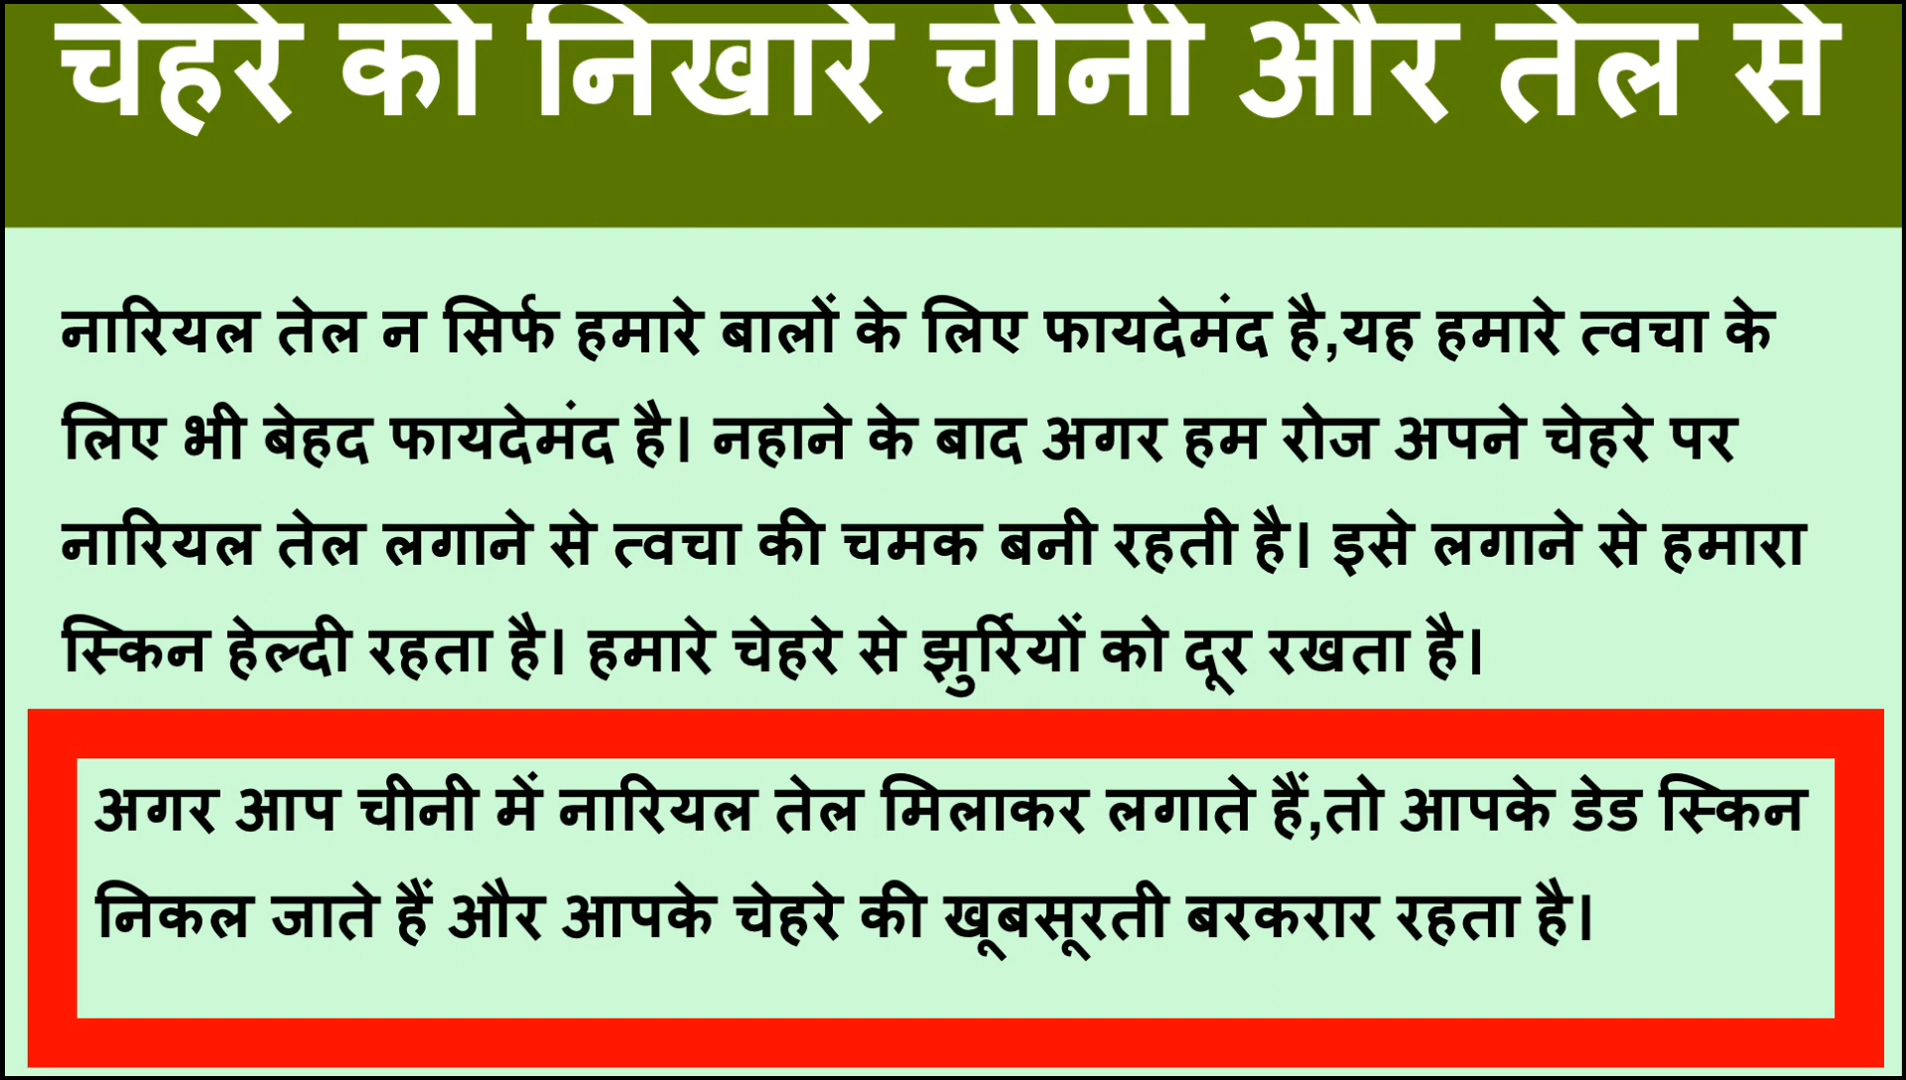 चेहरे को निखारे चीनी और तेल से
नारियल तेल न सिर्फ हमारे बालों के लिए फायदेमंद है,यह हमारे त्वचा के
लिए भी बेहद फायदेमंद है। नहाने के बाद अगर हम रोज अपने चेहरे पर
नारियल तेल लगाने से त्वचा की चमक बनी रहती है। इसे लगाने से हमारा
स्किन हेल्दी रहता है। हमारे चेहरे से झुर्रियों को दूर रखता है।
अगर आप चीनी में नारियल तेल मिलाकर लगाते हैं,तो आपके डेड स्किन
निकल जाते हैं और आपके चेहरे की खूबसूरती बरकरार रहता है।